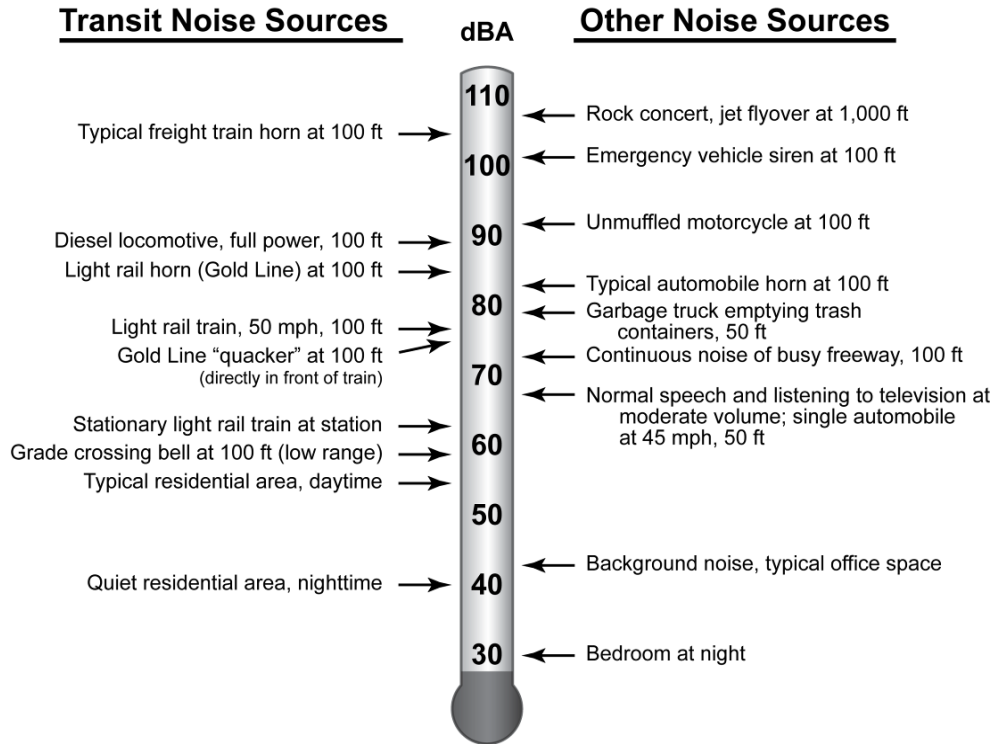 Transit Noise Sources
dBA
Other Noise Sources
110
Rock concert, jet flyover at 1,000 ft
Typical freight train horn at 100 ft
Emergency vehicle siren at 100 ft
100
Unmuffled motorcycle at 100 ft
90
Diesel locomotive, full power, 100 ft
Light rail horn (Gold Line) at 100 ft
Typical automobile horn at 100 ft
80
Garbage truck emptying trash
containers, 50 ft
Light rail train, 50 mph, 100 ft
Gold Line “quacker” at 100 ft
(directly in front of train)
Continuous noise of busy freeway, 100 ft
70
Normal speech and listening to television at
moderate volume; single automobile
at 45 mph, 50 ft
Stationary light rail train at station
60
Grade crossing bell at 100 ft (low range)
Typical residential area, daytime
50
Background noise, typical office space
Quiet residential area, nighttime
40
30
Bedroom at night